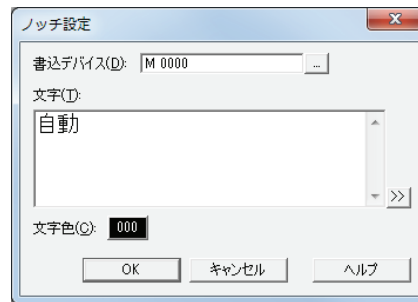 ノッチ設定
書込デバイス(D): M 0000 ...
文字(T):
自動
>>
文字色(C): 000
OK キャンセル ヘルプ